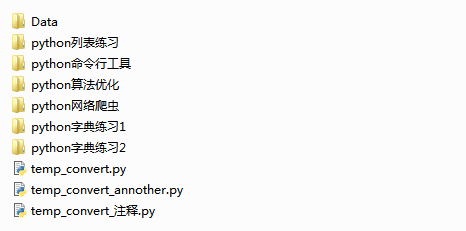 Data
python列表练习
python命令行工具
python算法优化
python网络爬虫
python字典练习1
python字典练习2
temp_convert.py
temp_convert_annother.py
temp_convert_注释.py